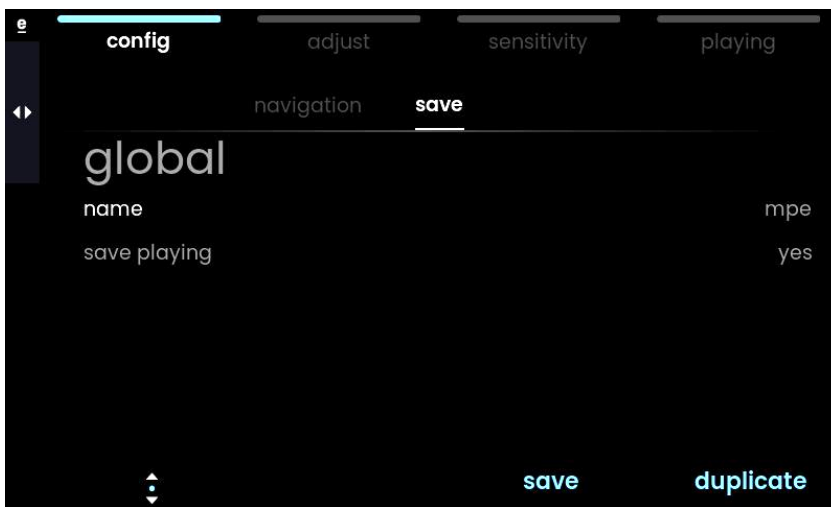 e
config adjust sensitivity playing
navigation save
global
name mpe
save playing yes
save duplicate